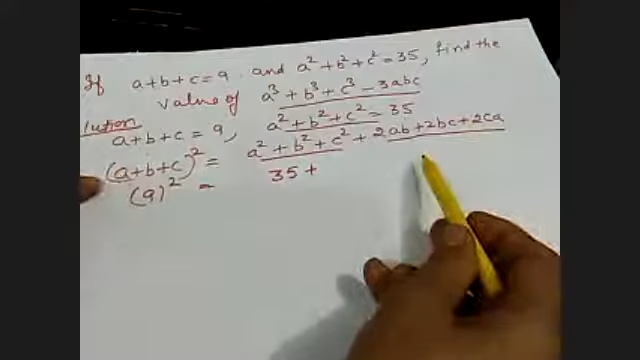 If a+b+c=9 and a²+b²+c²=35, find the
value of a³+b³+c³-3abc
lution
a+b+c=9, a²+b²+c²=35
(a+b+c)² = a²+b²+c²+2ab+2bc+2ca
(9)² = 35+